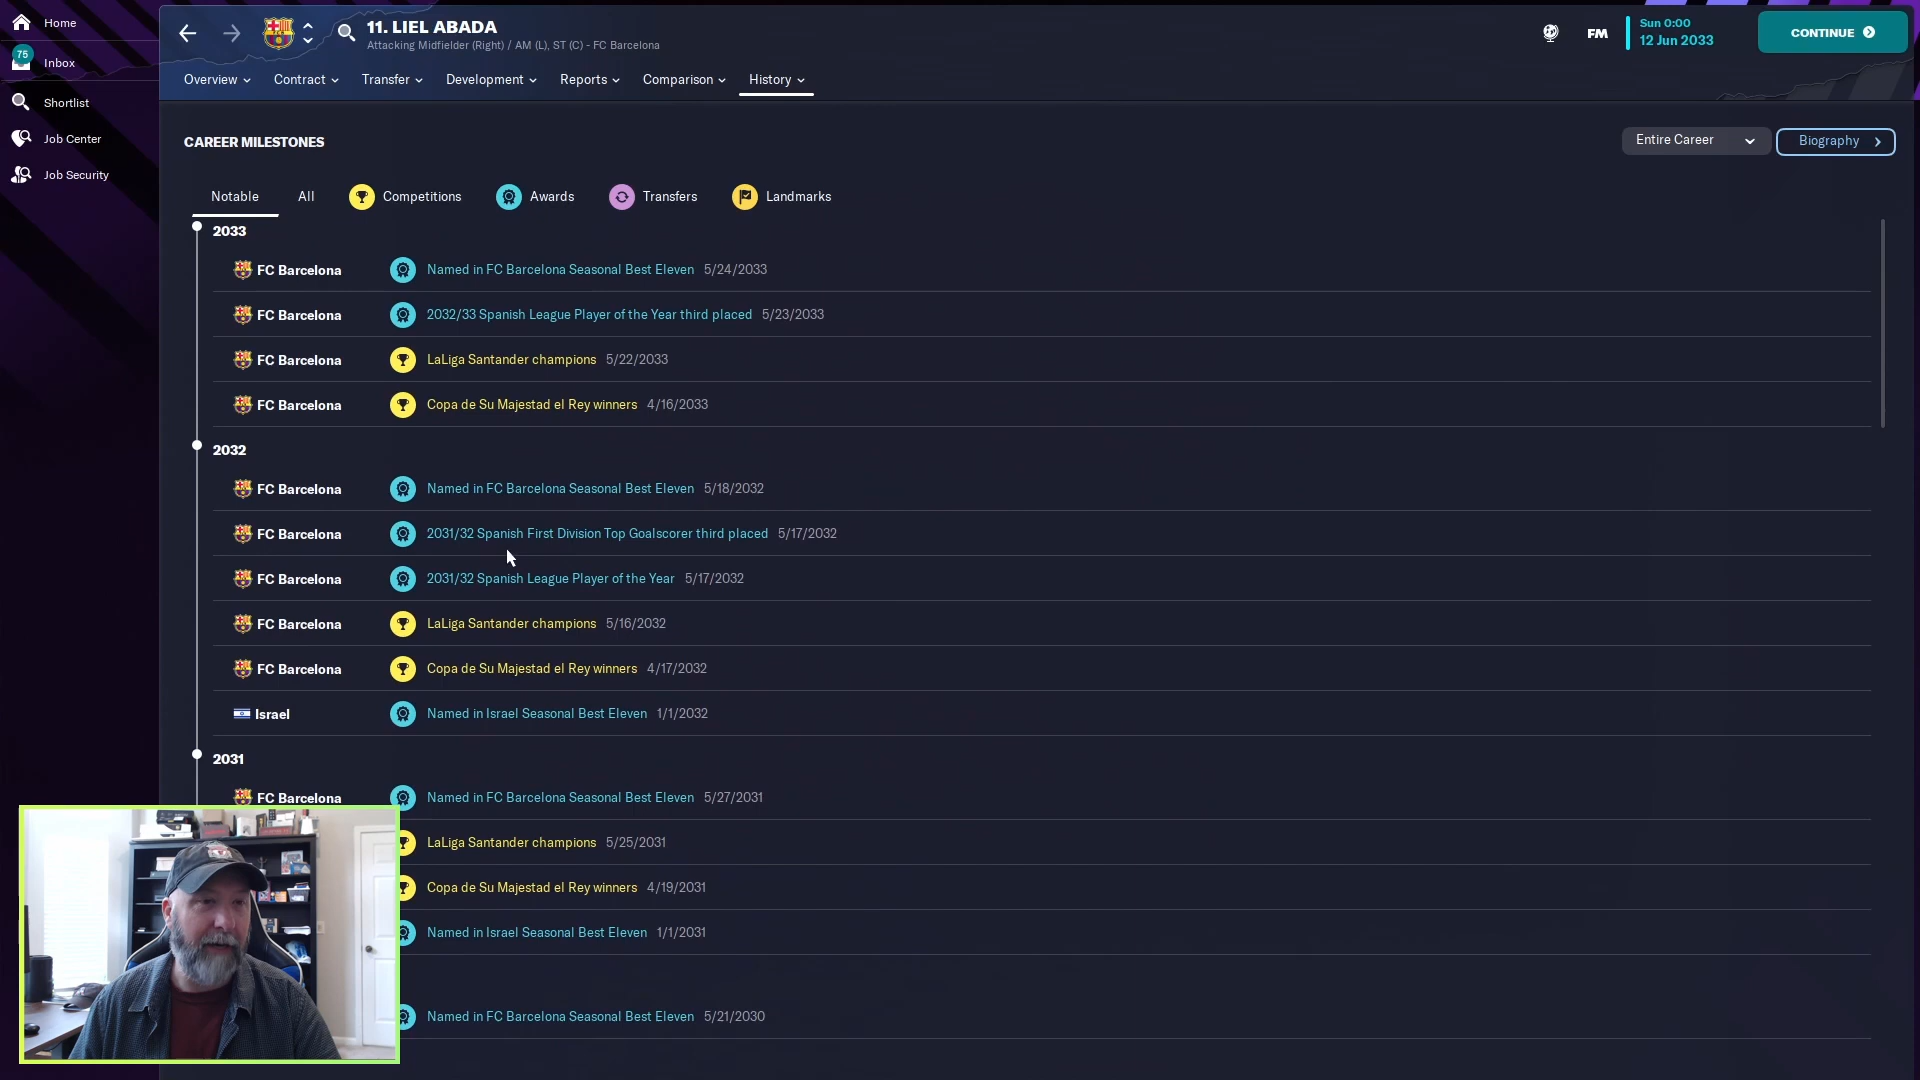 Home
75
Inbox
Shortlist
Job Center
Job Security
11. LIEL ABADA
Attacking Midfielder (Right) / AM (L), ST (C) - FC Barcelona
FM
Sun 0:00
12 Jun 2033
CONTINUE
Overview
Contract
Transfer
Development
Reports
Comparison
History
CAREER MILESTONES
Entire Career
Biography
Notable
All
Competitions
Awards
Transfers
Landmarks
2033
FC Barcelona Named in FC Barcelona Seasonal Best Eleven 5/24/2033
FC Barcelona 2032/33 Spanish League Player of the Year third placed 5/23/2033
FC Barcelona LaLiga Santander champions 5/22/2033
FC Barcelona Copa de Su Majestad el Rey winners 4/16/2033
2032
FC Barcelona Named in FC Barcelona Seasonal Best Eleven 5/18/2032
FC Barcelona 2031/32 Spanish First Division Top Goalscorer third placed 5/17/2032
FC Barcelona 2031/32 Spanish League Player of the Year 5/17/2032
FC Barcelona LaLiga Santander champions 5/16/2032
FC Barcelona Copa de Su Majestad el Rey winners 4/17/2032
Israel Named in Israel Seasonal Best Eleven 1/1/2032
2031
FC Barcelona Named in FC Barcelona Seasonal Best Eleven 5/27/2031
LaLiga Santander champions 5/25/2031
Copa de Su Majestad el Rey winners 4/19/2031
Named in Israel Seasonal Best Eleven 1/1/2031
Named in FC Barcelona Seasonal Best Eleven 5/21/2030